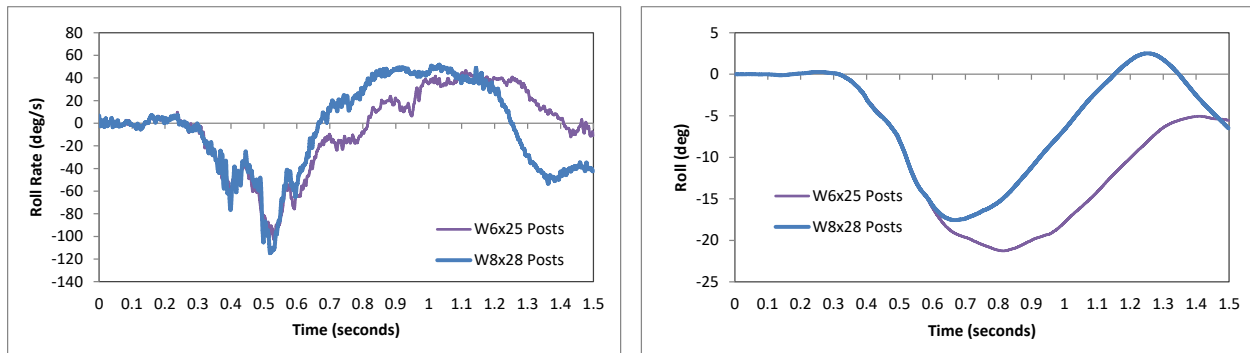 80
60
40
20
0
-20
-40
-60
-80
-100
-120
-140
Roll Rate (deg/s)
W6x25 Posts
W8x28 Posts
0 0.1 0.2 0.3 0.4 0.5 0.6 0.7 0.8 0.9 1 1.1 1.2 1.3 1.4 1.5
Time (seconds)
5
0
-5
-10
-15
-20
-25
Roll (deg)
W6x25 Posts
W8x28 Posts
0 0.1 0.2 0.3 0.4 0.5 0.6 0.7 0.8 0.9 1 1.1 1.2 1.3 1.4 1.5
Time (seconds)